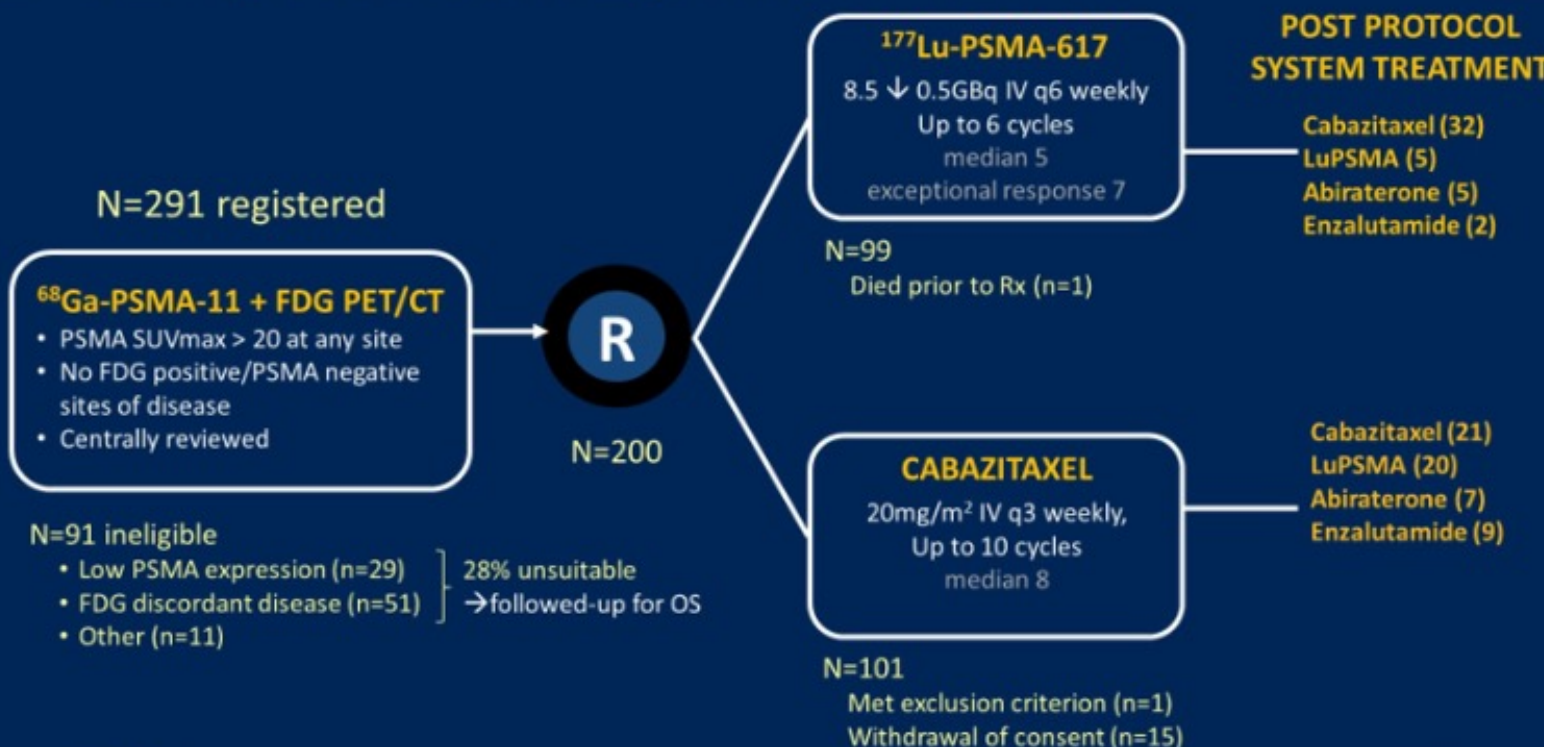 N=291 registered
⁶⁸Ga-PSMA-11 + FDG PET/CT
• PSMA SUVmax > 20 at any site
• No FDG positive/PSMA negative
sites of disease
• Centrally reviewed
N=91 ineligible
• Low PSMA expression (n=29)
• FDG discordant disease (n=51)
• Other (n=11)
28% unsuitable
→followed-up for OS
R
N=200
¹⁷⁷Lu-PSMA-617
8.5 ↓ 0.5GBq IV q6 weekly
Up to 6 cycles
median 5
exceptional response 7
N=99
Died prior to Rx (n=1)
CABAZITAXEL
20mg/m² IV q3 weekly,
Up to 10 cycles
median 8
N=101
Met exclusion criterion (n=1)
Withdrawal of consent (n=15)
POST PROTOCOL
SYSTEM TREATMENT
Cabazitaxel (32)
LuPSMA (5)
Abiraterone (5)
Enzalutamide (2)
Cabazitaxel (21)
LuPSMA (20)
Abiraterone (7)
Enzalutamide (9)